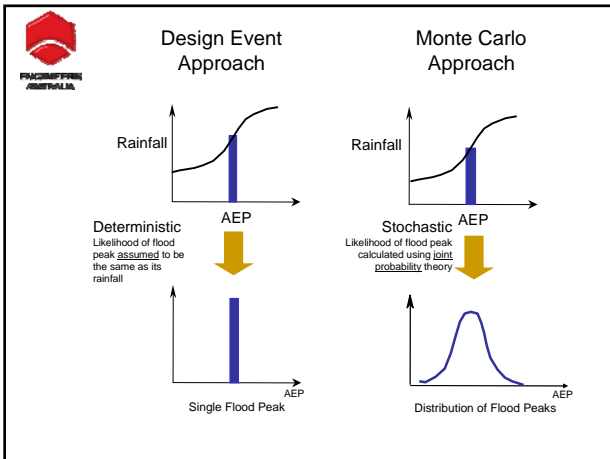 ENGINEERS
AUSTRALIA
Design Event
Approach
Rainfall
AEP
Deterministic
Likelihood of flood
peak assumed to be
the same as its
rainfall
AEP
Single Flood Peak
Monte Carlo
Approach
Rainfall
AEP
Stochastic
Likelihood of flood peak
calculated using joint
probability theory
AEP
Distribution of Flood Peaks